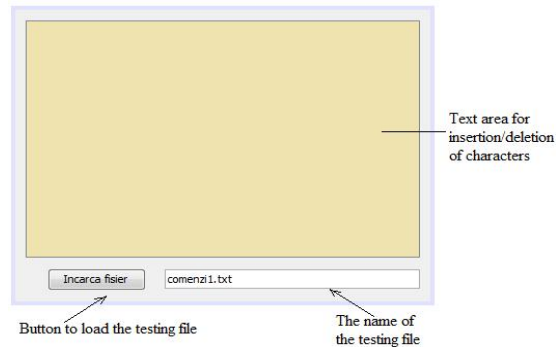 Text area for
insertion/deletion
of characters
Incarca fisier
comenzi1.txt
Button to load the testing file
The name of
the testing file